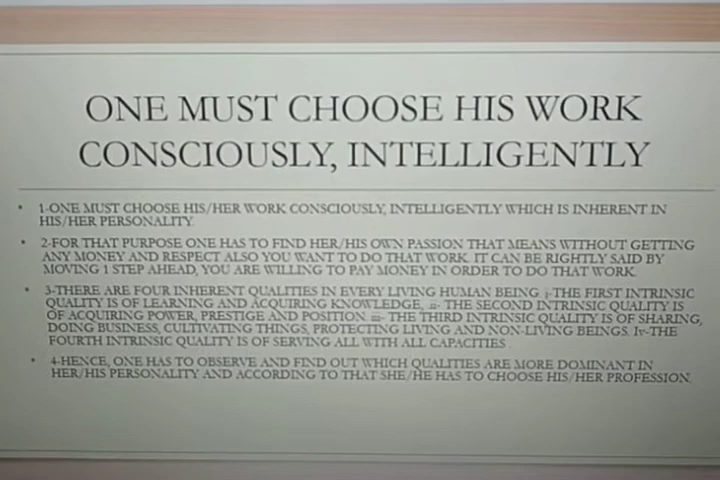 ONE MUST CHOOSE HIS WORK
CONSCIOUSLY, INTELLIGENTLY
• 1-ONE MUST CHOOSE HIS/HER WORK CONSCIOUSLY, INTELLIGENTLY WHICH IS INHERENT IN
HIS/HER PERSONALITY.
• 2-FOR THAT PURPOSE ONE HAS TO FIND HER/HIS OWN PASSION THAT MEANS WITHOUT GETTING
ANY MONEY AND RESPECT ALSO YOU WANT TO DO THAT WORK. IT CAN BE RIGHTLY SAID BY
MOVING 1 STEP AHEAD, YOU ARE WILLING TO PAY MONEY IN ORDER TO DO THAT WORK.
• 3-THERE ARE FOUR INHERENT QUALITIES IN EVERY LIVING HUMAN BEING. i-THE FIRST INTRINSIC
QUALITY IS OF LEARNING AND ACQUIRING KNOWLEDGE, ii- THE SECOND INTRINSIC QUALITY IS
OF ACQUIRING POWER, PRESTIGE AND POSITION. iii- THE THIRD INTRINSIC QUALITY IS OF SHARING,
DOING BUSINESS, CULTIVATING THINGS, PROTECTING LIVING AND NON-LIVING BEINGS. Iv-THE
FOURTH INTRINSIC QUALITY IS OF SERVING ALL WITH ALL CAPACITIES
• 4-HENCE, ONE HAS TO OBSERVE AND FIND OUT WHICH QUALITIES ARE MORE DOMINANT IN
HER/HIS PERSONALITY AND ACCORDING TO THAT SHE/HE HAS TO CHOOSE HIS/HER PROFESSION.